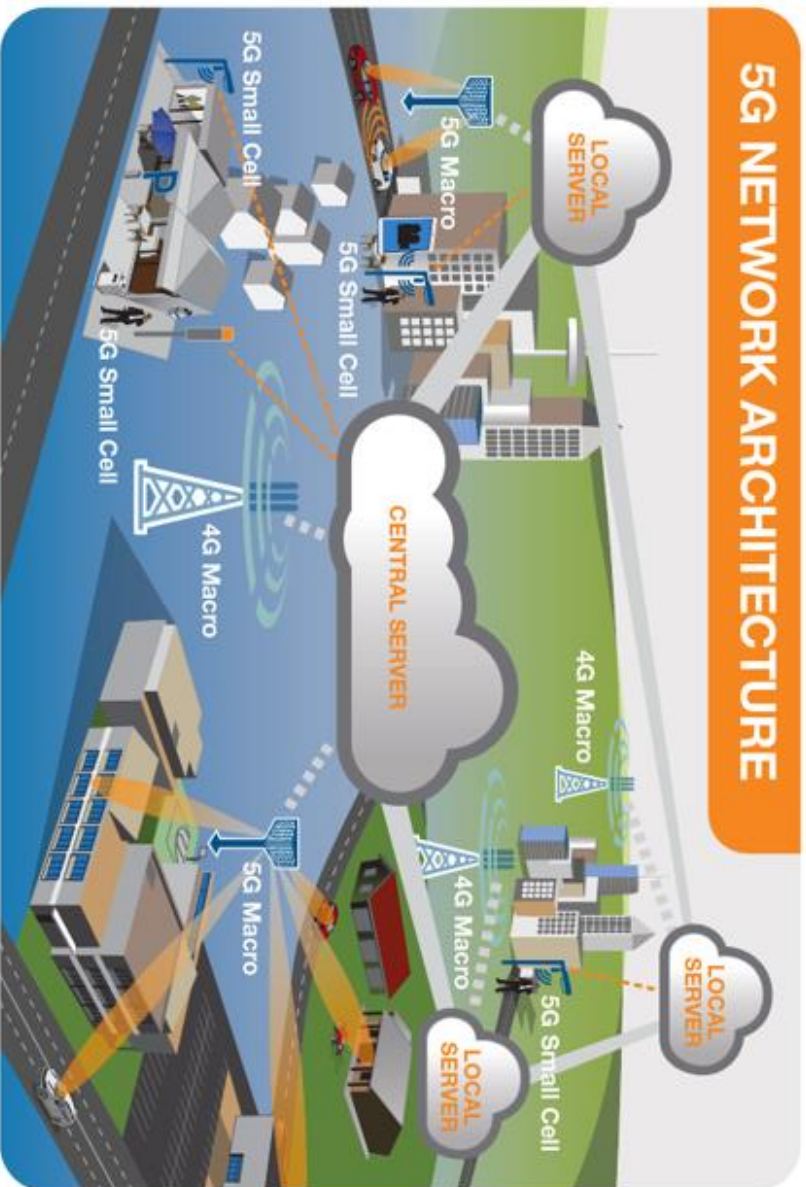 5G NETWORK ARCHITECTURE
LOCAL
SERVER
LOCAL
SERVER
4G Macro
5G Macro
5G Small Cell
5G Small Cell
4G Macro
LOCAL
SERVER
CENTRAL SERVER
5G Small Cell
P
5G Small Cell
4G Macro
5G Macro